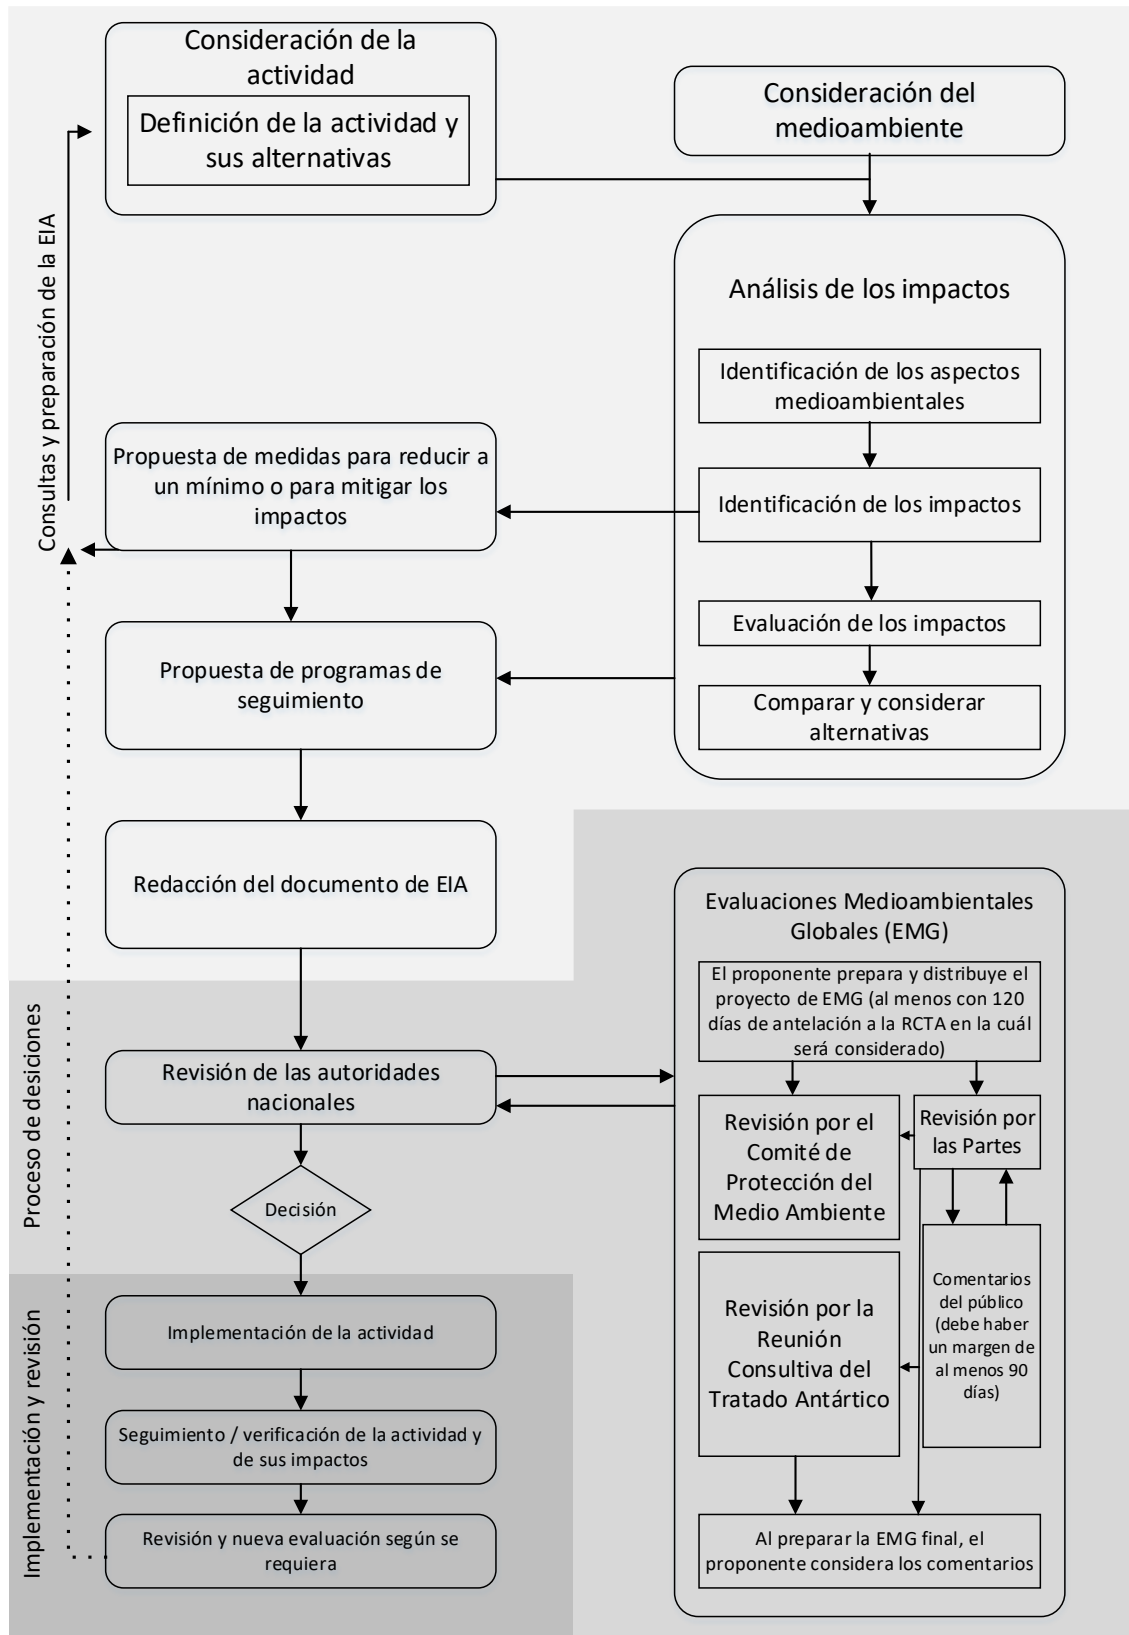 Consideración de la
actividad
Definición de la actividad y
sus alternativas
Consideración del
medioambiente
Consultas y preparación de la EIA
Análisis de los impactos
Identificación de los aspectos
medioambientales
Identificación de los impactos
Evaluación de los impactos
Comparar y considerar
alternativas
Propuesta de medidas para reducir a
un mínimo o para mitigar los
impactos
Propuesta de programas de
seguimiento
Redacción del documento de EIA
Proceso de desiciones
Revisión de las autoridades
nacionales
Decisión
Evaluaciones Medioambientales
Globales (EMG)
El proponente prepara y distribuye el
proyecto de EMG (al menos con 120
días de antelación a la RCTA en la cuál
será considerado)
Revisión por el
Comité de
Protección del
Medio Ambiente
Revisión por
las Partes
Comentarios
del público
(debe haber
un margen de
al menos 90
días)
Revisión por la
Reunión
Consultiva del
Tratado Antártico
Al preparar la EMG final, el
proponente considera los comentarios
Implementación y revisión
Implementación de la actividad
Seguimiento / verificación de la actividad y
de sus impactos
Revisión y nueva evaluación según se
requiera